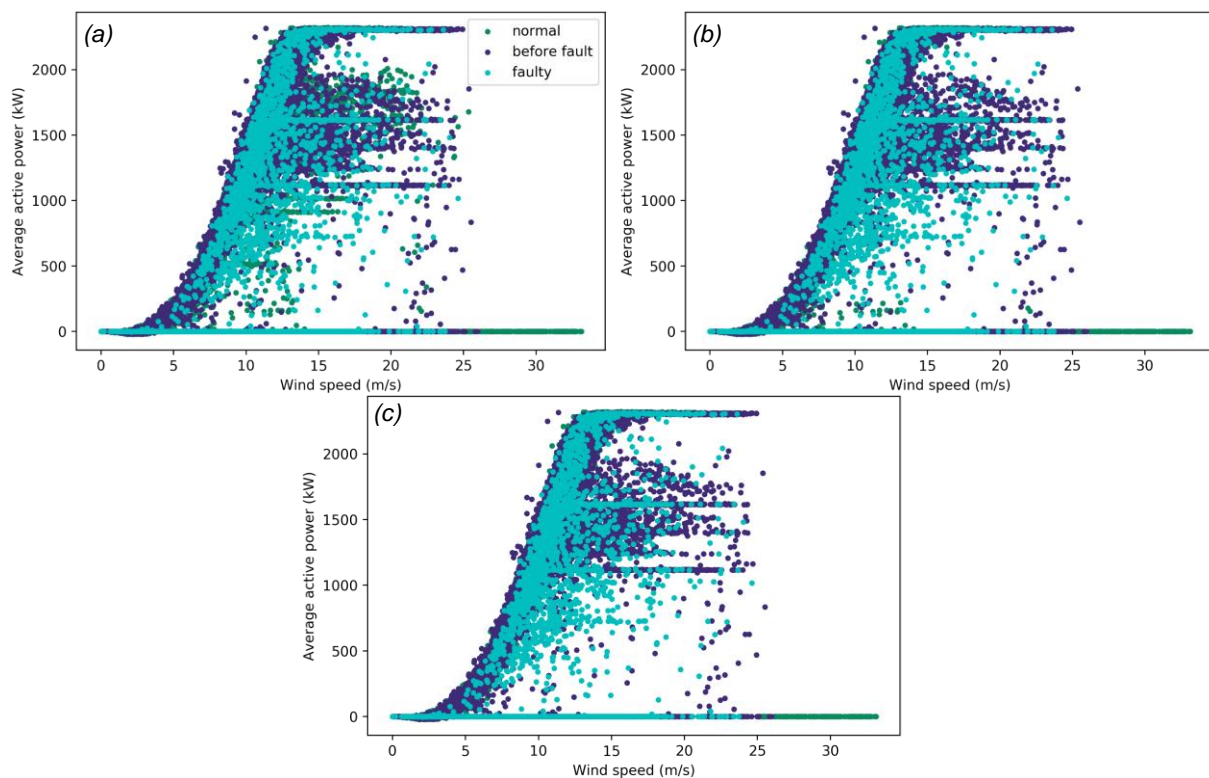 (a)
normal
before fault
faulty
Average active power (kW)
2000
1500
1000
500
0
0 5 10 15 20 25 30
Wind speed (m/s)
(b)
Average active power (kW)
2000
1500
1000
500
0
0 5 10 15 20 25 30
Wind speed (m/s)
(c)
Average active power (kW)
2000
1500
1000
500
0
0 5 10 15 20 25 30
Wind speed (m/s)